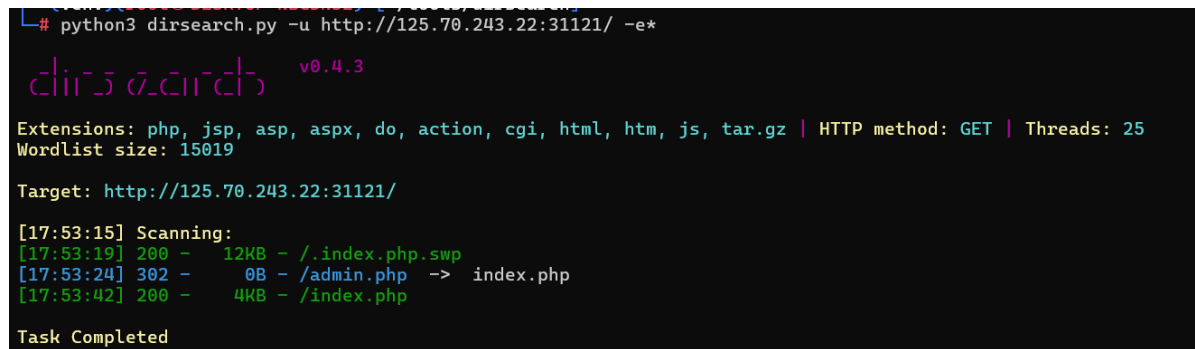 └─# python3 dirsearch.py -u http://125.70.243.22:31121/ -e*
_|. _ _  _  _  _ _|_    v0.4.3
(_||| _) (/_(_|| (_| )
Extensions: php, jsp, asp, aspx, do, action, cgi, html, htm, js, tar.gz | HTTP method: GET | Threads: 25
Wordlist size: 15019
Target: http://125.70.243.22:31121/
[17:53:15] Scanning:
[17:53:19] 200 -   12KB - /.index.php.swp
[17:53:24] 302 -    0B - /admin.php  ->  index.php
[17:53:42] 200 -    4KB - /index.php
Task Completed